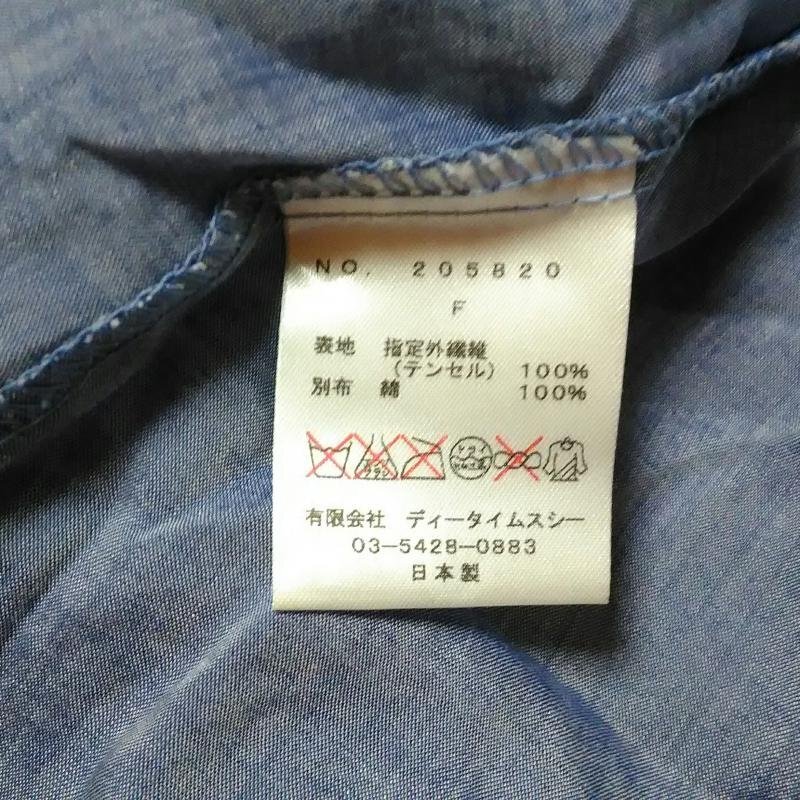 NO. 205820
F
表地 指定外繊維
(テンセル) 100%
別布 綿 100%
有限会社 ディータイムスシー
03-5428-0883
日本製